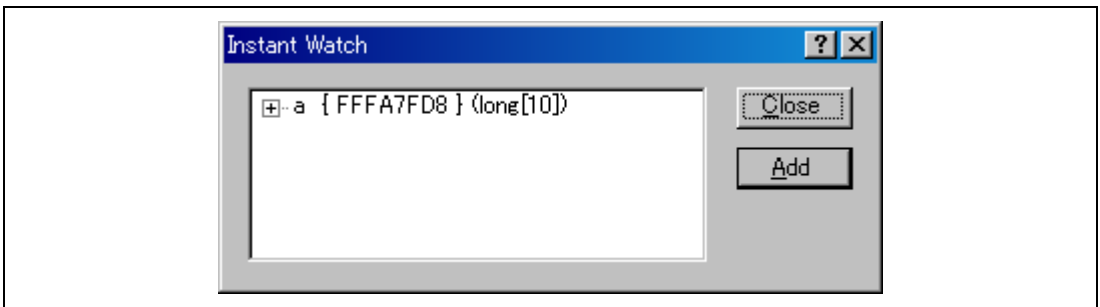 Instant Watch
a { FFFA7FD8 } (long[10])
Close
Add